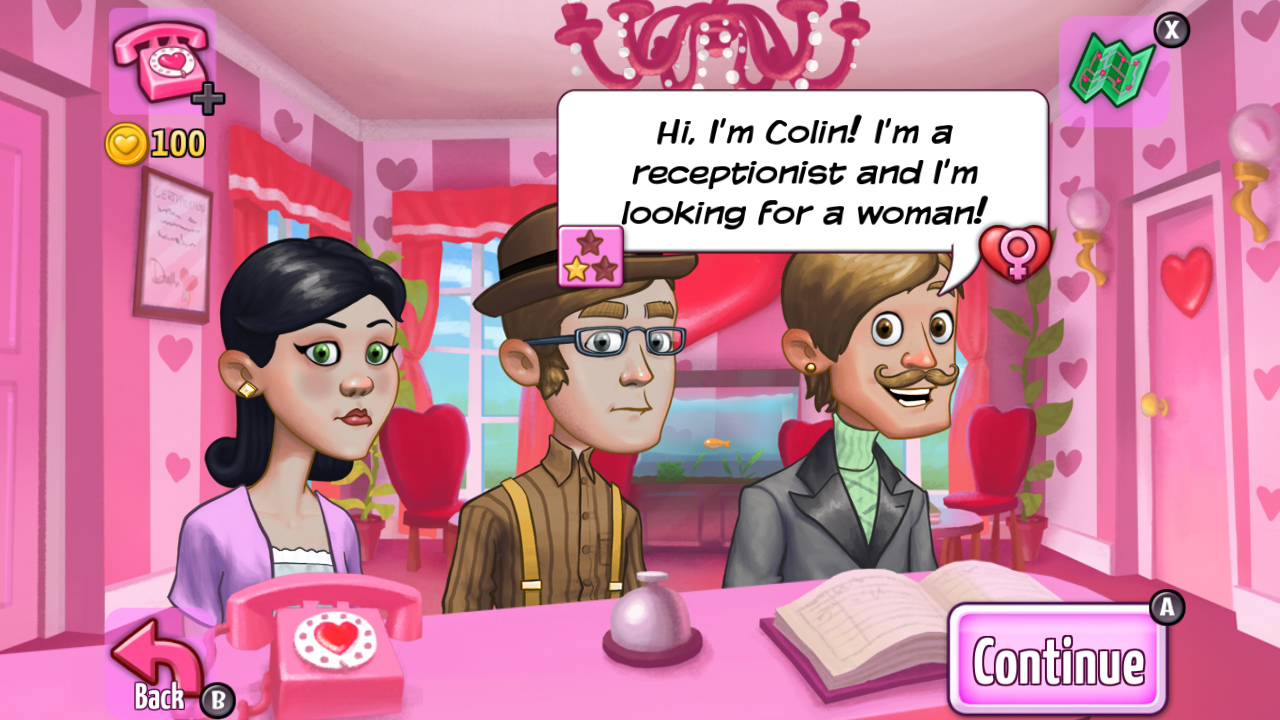 X
100
Hi, I'm Colin! I'm a
receptionist and I'm
looking for a woman!
A
Continue
Back
B